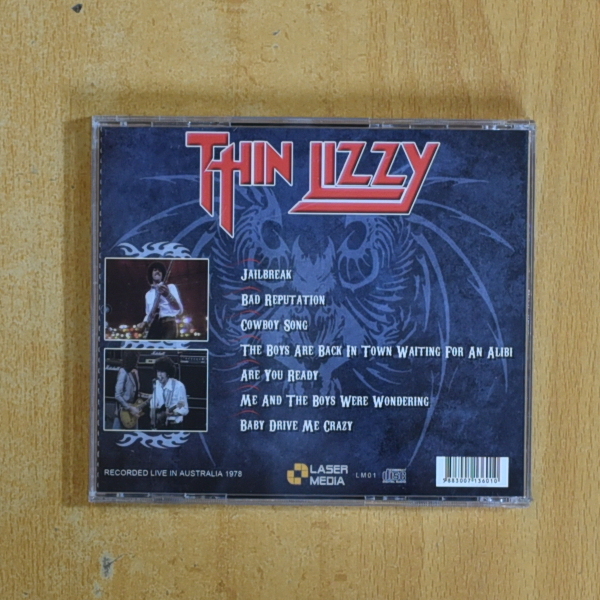 THIN LIZZY
JAILBREAK
BAD REPUTATION
COWBOY SONG
THE BOYS ARE BACK IN TOWN WAITING FOR AN ALIBI
ARE YOU READY
ME AND THE BOYS WERE WONDERING
BABY DRIVE ME CRAZY
RECORDED LIVE IN AUSTRALIA 1978
LASER
MEDIA
LM01
9883007136010